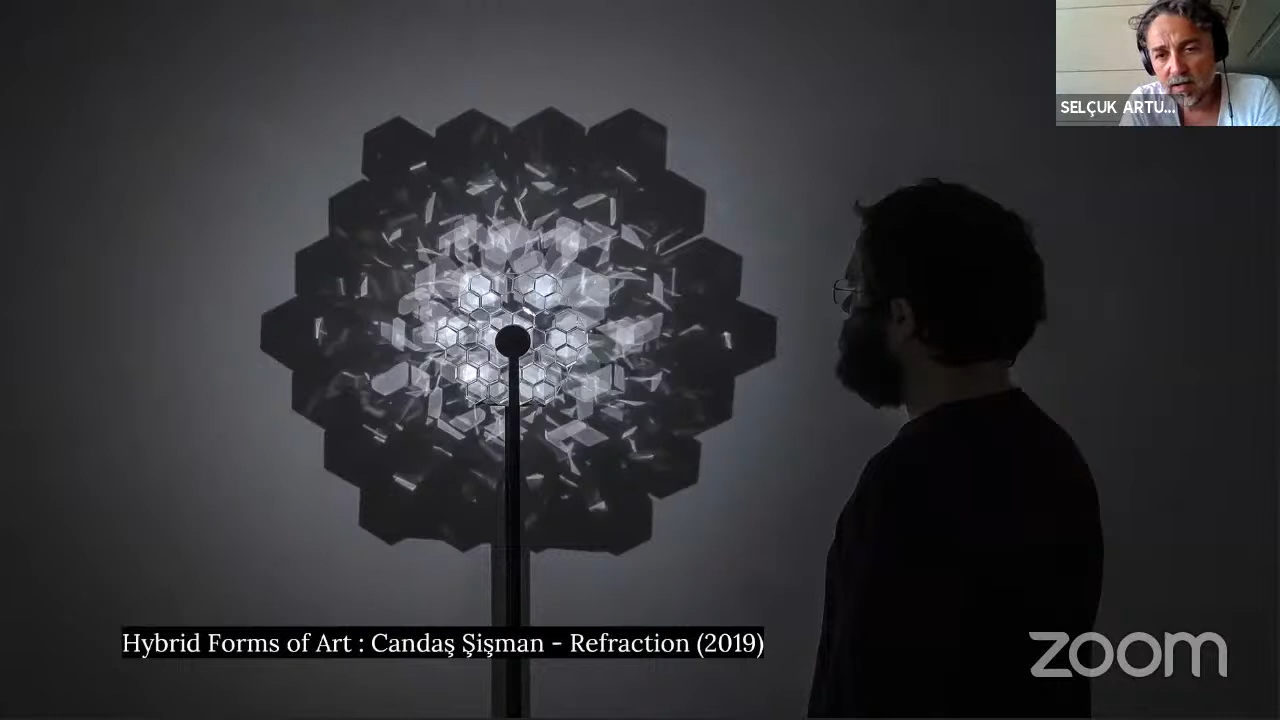 SELÇUK ARTU...
Hybrid Forms of Art : Candaş Şişman - Refraction (2019)
zoom